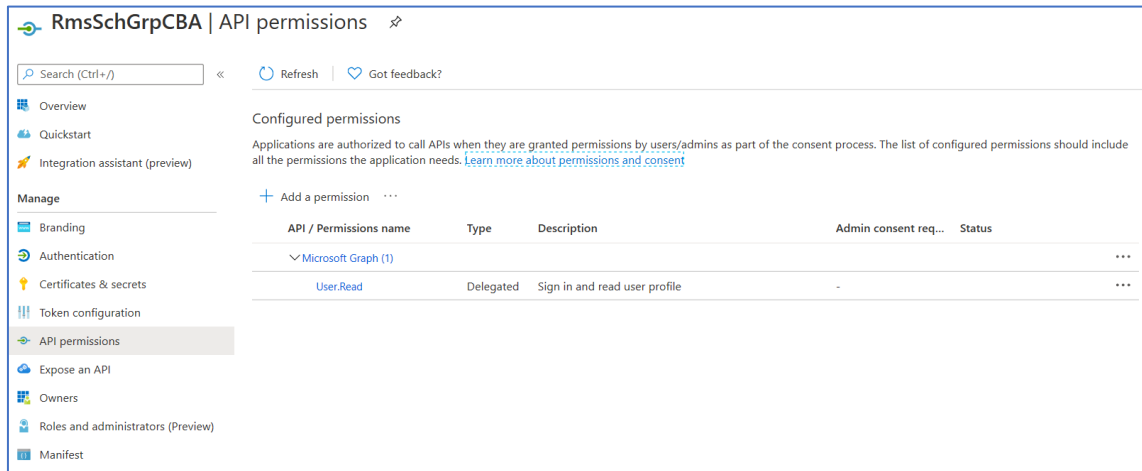 RmsSchGrpCBA | API permissions
Search (Ctrl+/)
«
Overview
Quickstart
Integration assistant (preview)
Manage
Branding
Authentication
Certificates & secrets
Token configuration
API permissions
Expose an API
Owners
Roles and administrators (Preview)
Manifest
Refresh
Got feedback?
Configured permissions
Applications are authorized to call APIs when they are granted permissions by users/admins as part of the consent process. The list of configured permissions should include
all the permissions the application needs. Learn more about permissions and consent
Add a permission ···
API / Permissions name Type Description Admin consent req... Status
Microsoft Graph (1) ···
User.Read Delegated Sign in and read user profile - ···